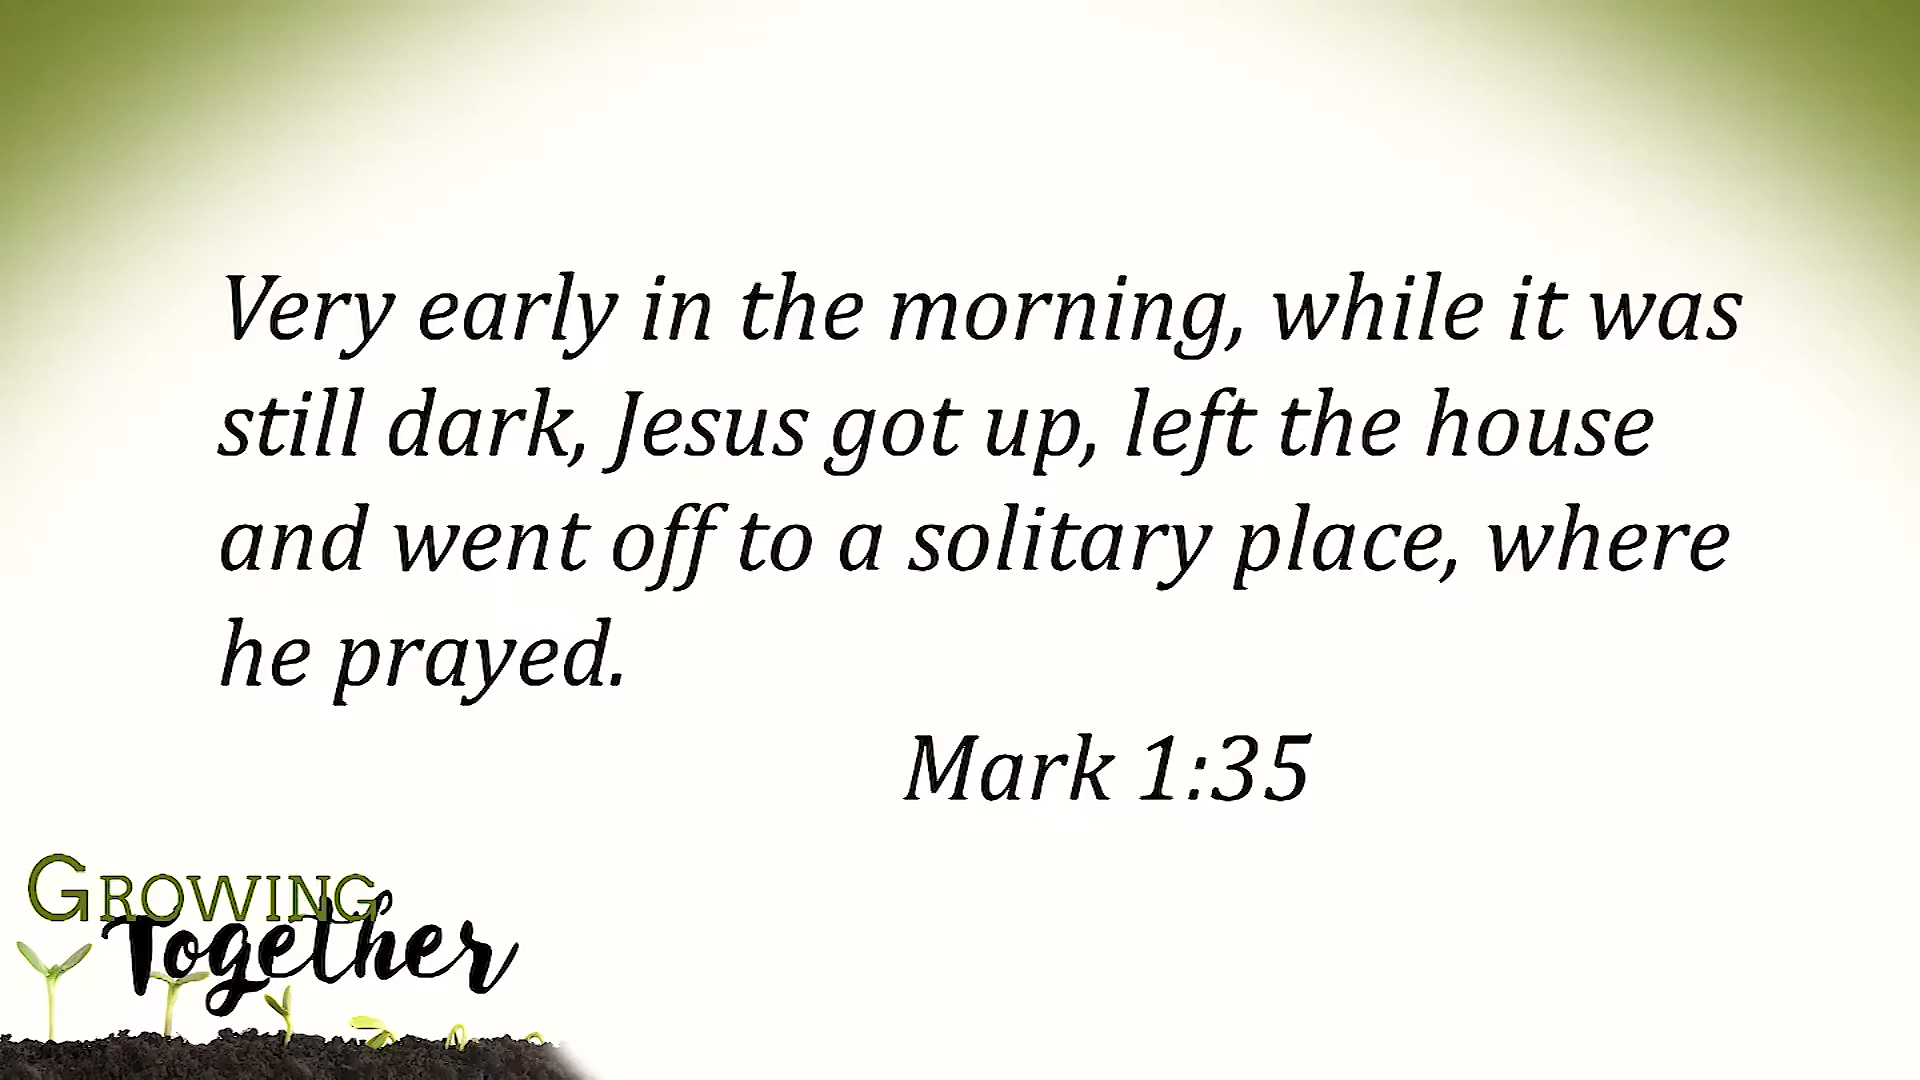 Very early in the morning, while it was
still dark, Jesus got up, left the house
and went off to a solitary place, where
he prayed.
Mark 1:35
GROWING
Together